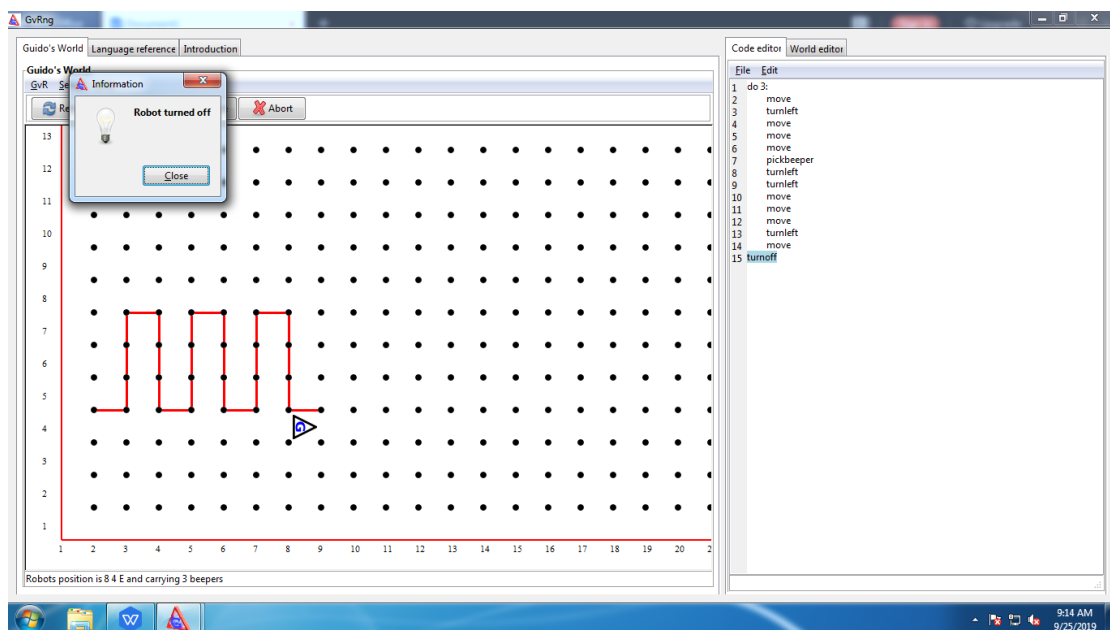 GvRng
Guido's World Language reference Introduction
Guido's World
GvR Se
Re
Abort
Information
Robot turned off
Close
13
12
11
10
9
8
7
6
5
4
3
2
1
1 2 3 4 5 6 7 8 9 10 11 12 13 14 15 16 17 18 19 20 2
G
Robots position is 8 4 E and carrying 3 beepers
Code editor World editor
File Edit
1 do 3:
2 move
3 turnleft
4 move
5 move
6 move
7 pickbeeper
8 turnleft
9 turnleft
10 move
11 move
12 move
13 turnleft
14 move
15 turnoff
W
9:14 AM
9/25/2019